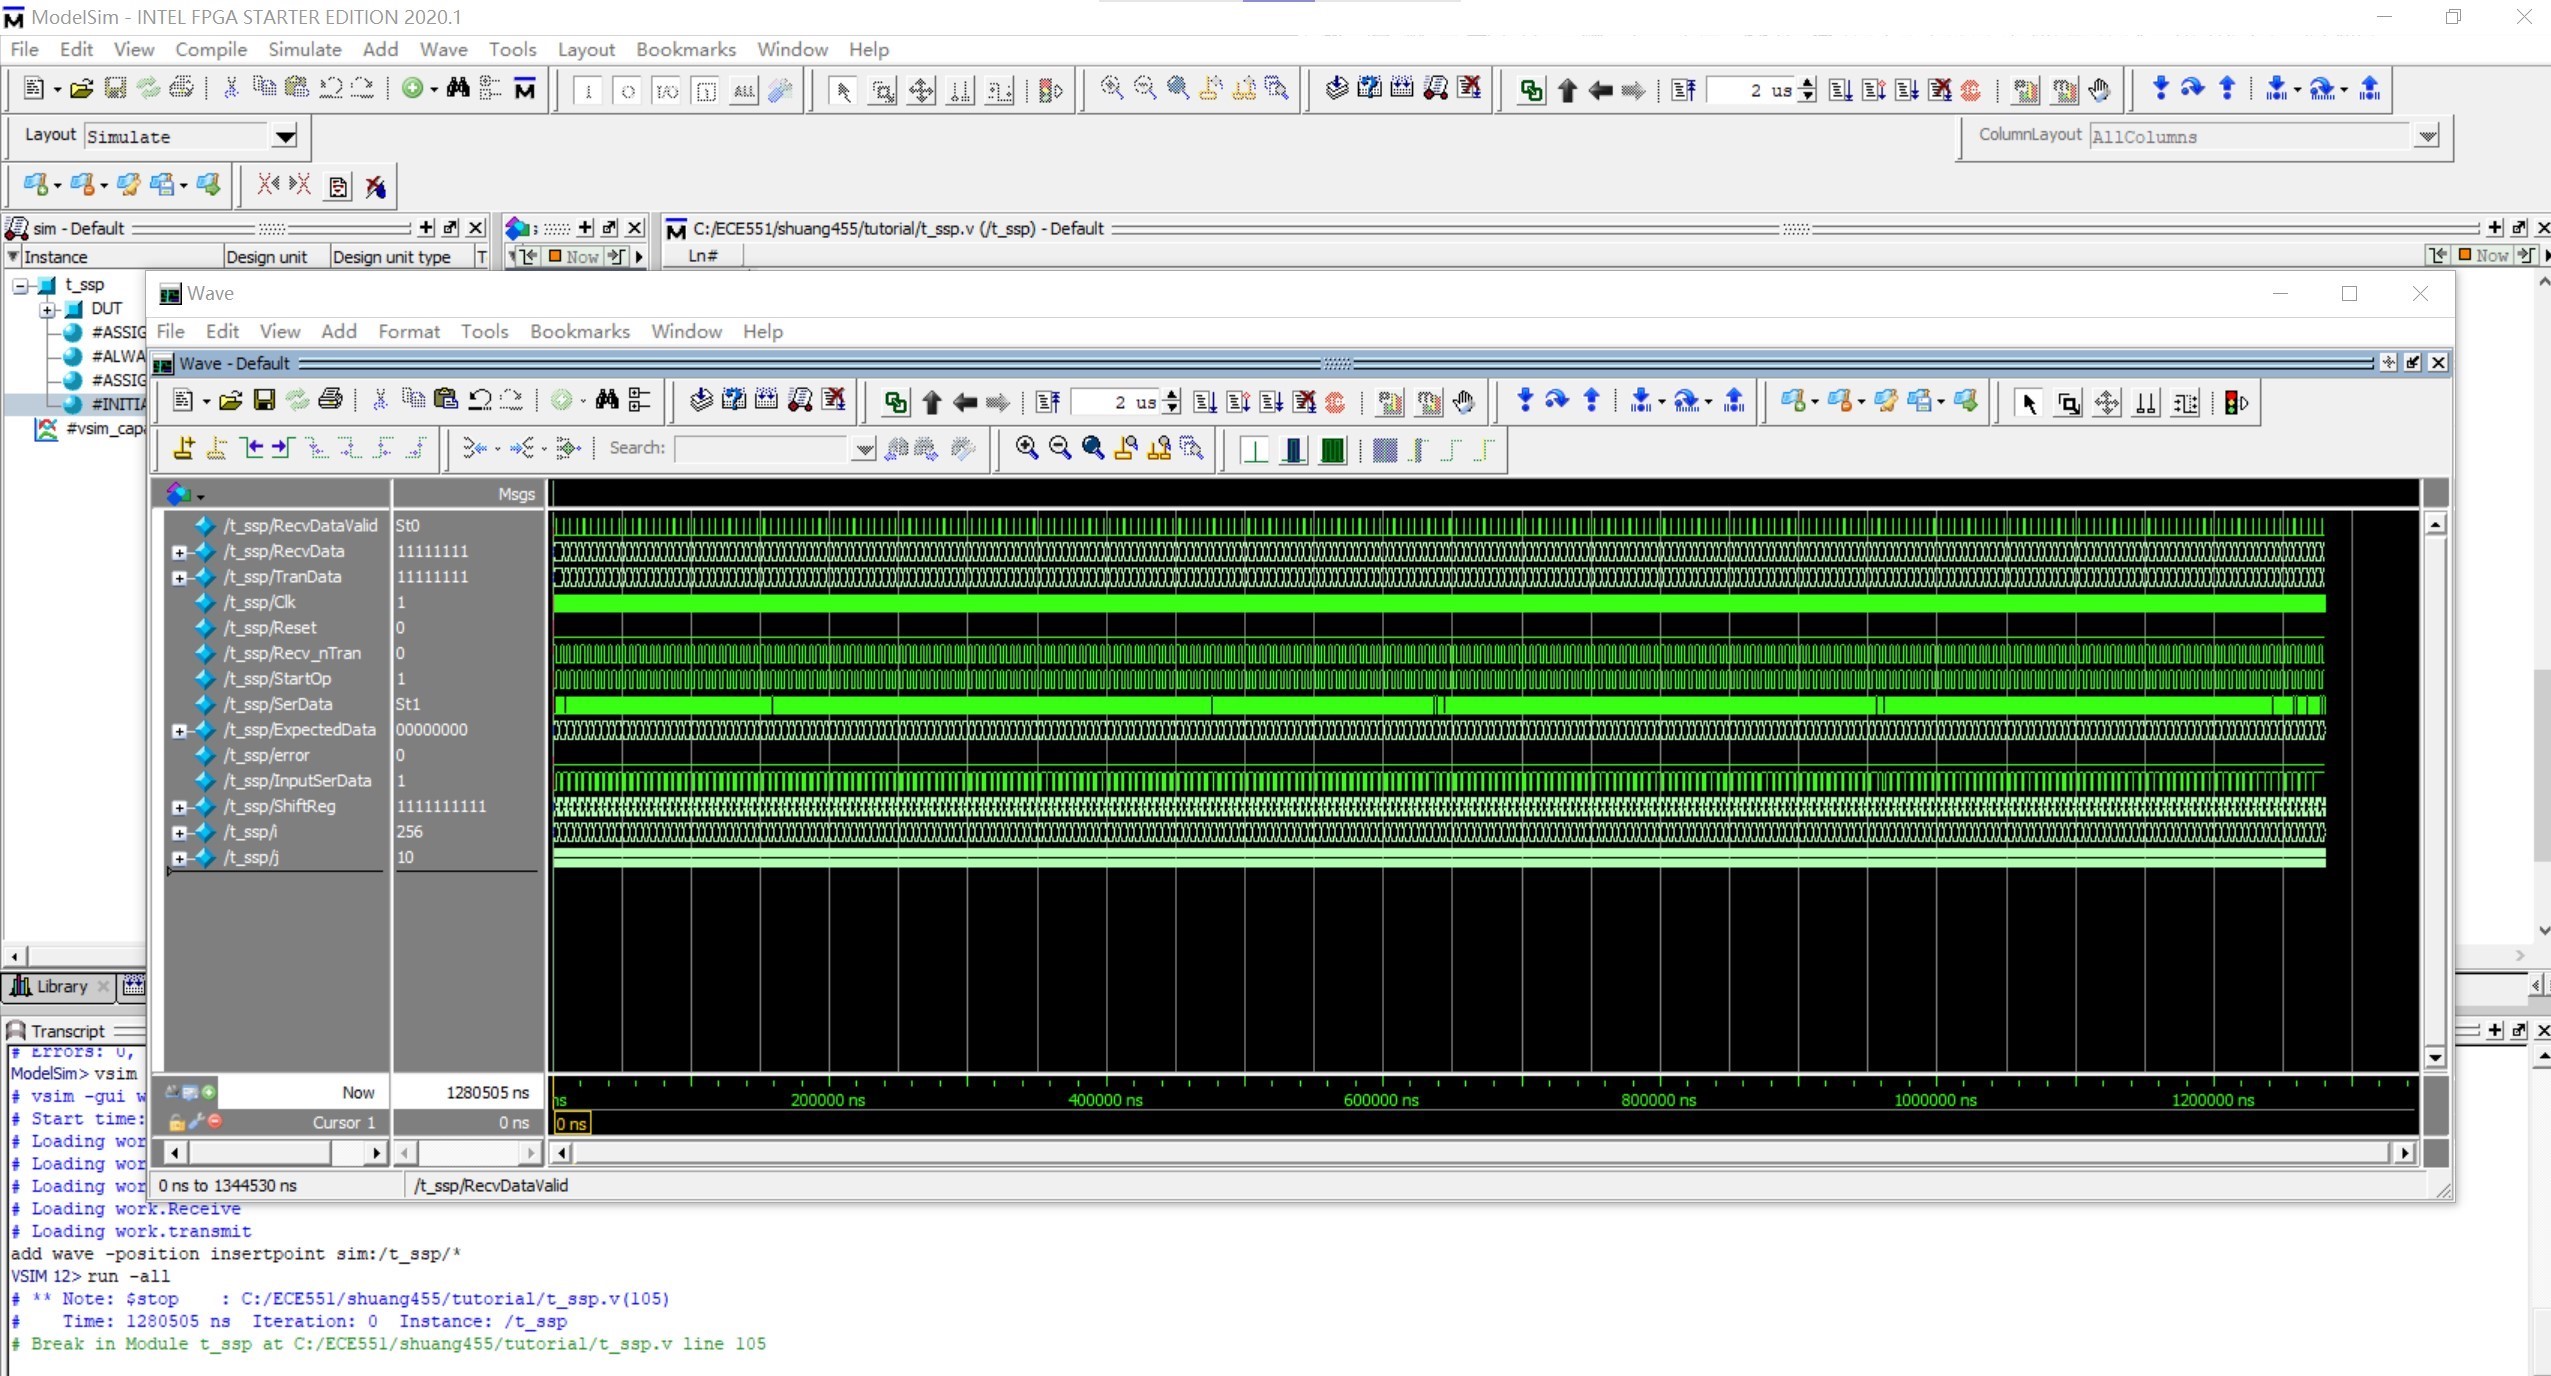 ModelSim - INTEL FPGA STARTER EDITION 2020.1
File Edit View Compile Simulate Add Wave Tools Layout Bookmarks Window Help
ALL
2 us
Layout Simulate
ColumnLayout AllColumns
sim - Default
C:/ECE551/shuang455/tutorial/t_ssp.v (/t_ssp) - Default
Instance Design unit Design unit type T
Now
Ln#
Now
t_ssp
DUT
#ASSIG
#ALWA
#ASSIG
#INITIA
#vsim_cap
Wave
File Edit View Add Format Tools Bookmarks Window Help
Wave - Default
2 us
Search:
Msgs
/t_ssp/RecvDataValid St0
/t_ssp/RecvData 11111111
/t_ssp/TranData 11111111
/t_ssp/Clk 1
/t_ssp/Reset 0
/t_ssp/Recv_nTran 0
/t_ssp/StartOp 1
/t_ssp/SerData St1
/t_ssp/ExpectedData 00000000
/t_ssp/error 0
/t_ssp/InputSerData 1
/t_ssp/ShiftReg 1111111111
/t_ssp/i 256
/t_ssp/j 10
Now 1280505 ns
ns 200000 ns 400000 ns 600000 ns 800000 ns 1000000 ns 1200000 ns
Cursor 1 0 ns
0 ns
0 ns to 1344530 ns /t_ssp/RecvDataValid
Library
Transcript
# Errors: 0,
ModelSim> vsim
# vsim -gui w
# Start time:
# Loading wor
# Loading wor
# Loading wor
# Loading work.Receive
# Loading work.transmit
add wave -position insertpoint sim:/t_ssp/*
VSIM 12> run -all
# ** Note: $stop : C:/ECE551/shuang455/tutorial/t_ssp.v(105)
# Time: 1280505 ns Iteration: 0 Instance: /t_ssp
# Break in Module t_ssp at C:/ECE551/shuang455/tutorial/t_ssp.v line 105